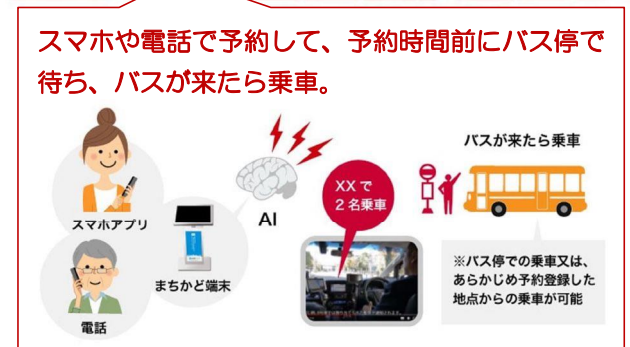 スマホや電話で予約して、予約時間前にバス停で
待ち、バスが来たら乗車。
スマホアプリ
まちかど端末
電話
AI
XXで
2名乗車
バスが来たら乗車
※バス停での乗車又は、
あらかじめ予約登録した
地点からの乗車が可能